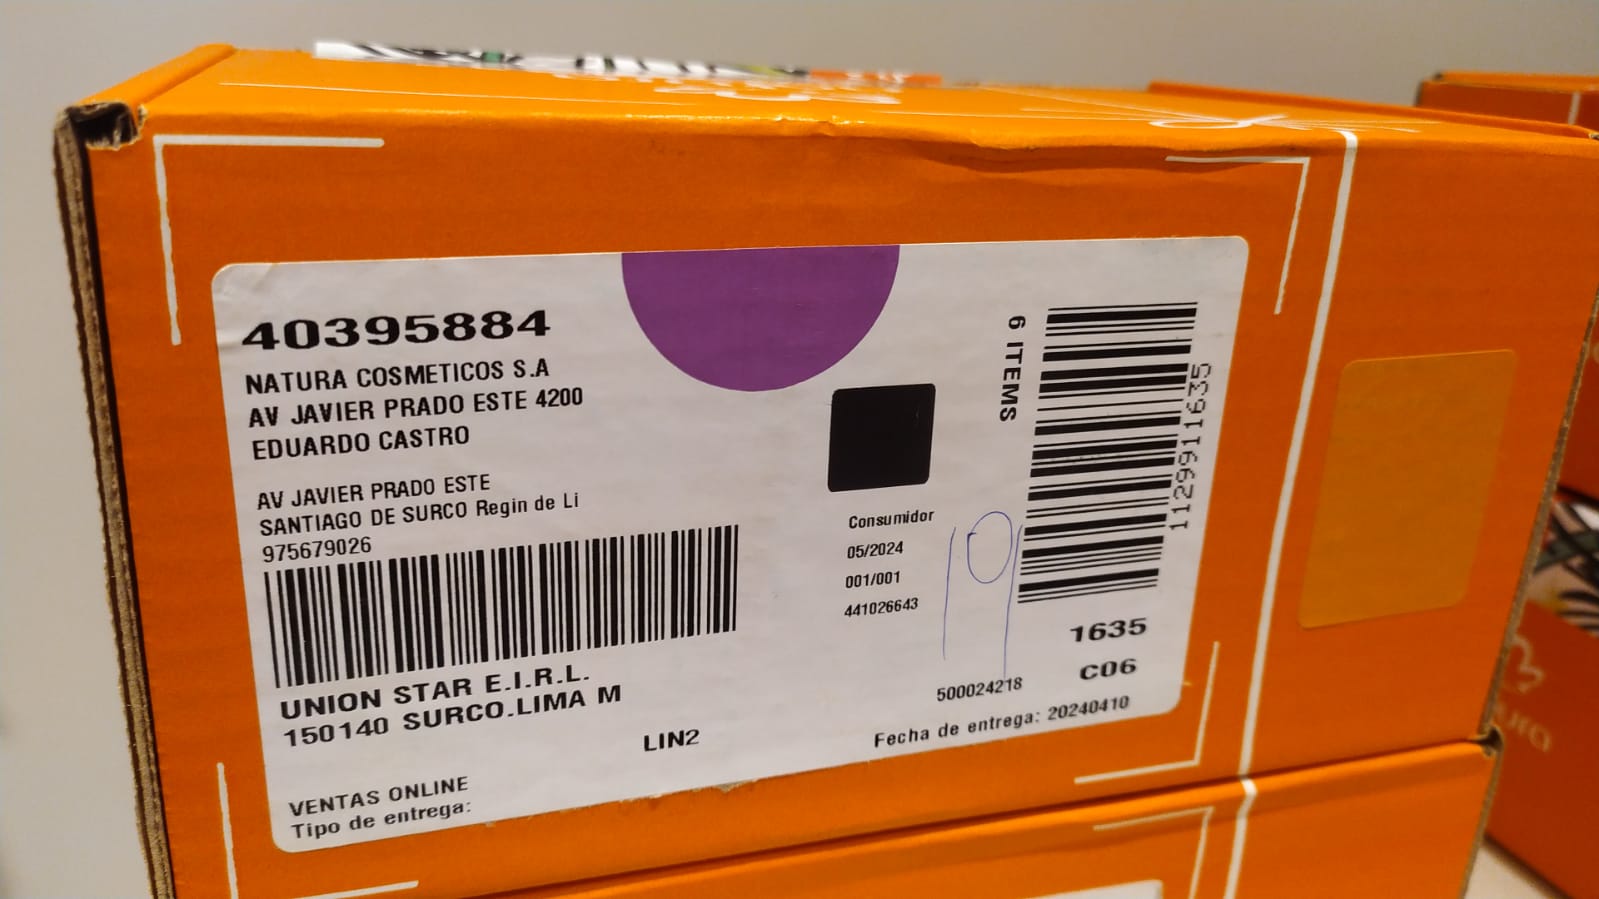 40395884
NATURA COSMETICOS S.A
AV JAVIER PRADO ESTE 4200
EDUARDO CASTRO
AV JAVIER PRADO ESTE
SANTIAGO DE SURCO Regin de Li
975679026
UNION STAR E.I.R.L.
150140 SURCO.LIMA M
LIN2
VENTAS ONLINE
Tipo de entrega:
6 ITEMS
1129911635
Consumidor
05/2024
001/001
441026643
1635
C06
500024218
Fecha de entrega: 20240410